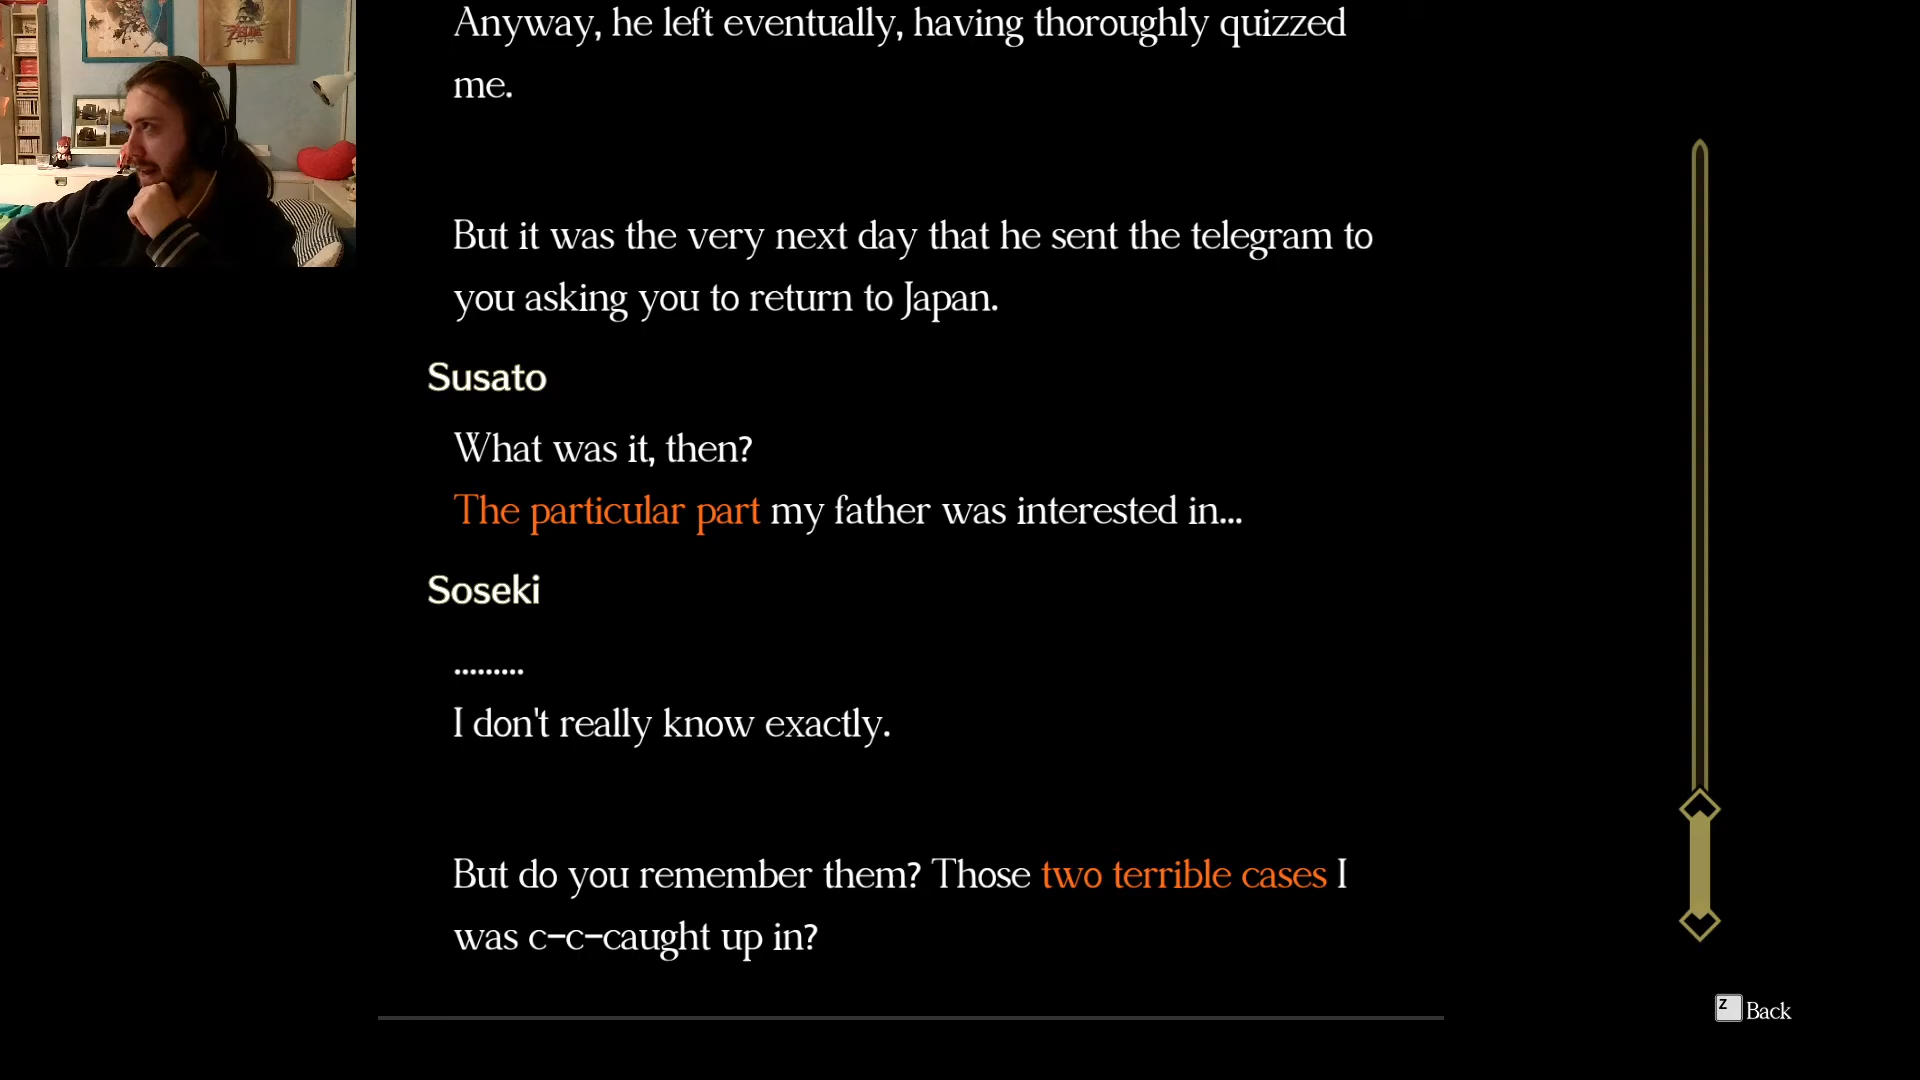 Anyway, he left eventually, having thoroughly quizzed
me.
But it was the very next day that he sent the telegram to
you asking you to return to Japan.
Susato
What was it, then?
The particular part my father was interested in...
Soseki
.........
I don't really know exactly.
But do you remember them? Those two terrible cases I
was c-c-caught up in?
Z Back
ZELDA